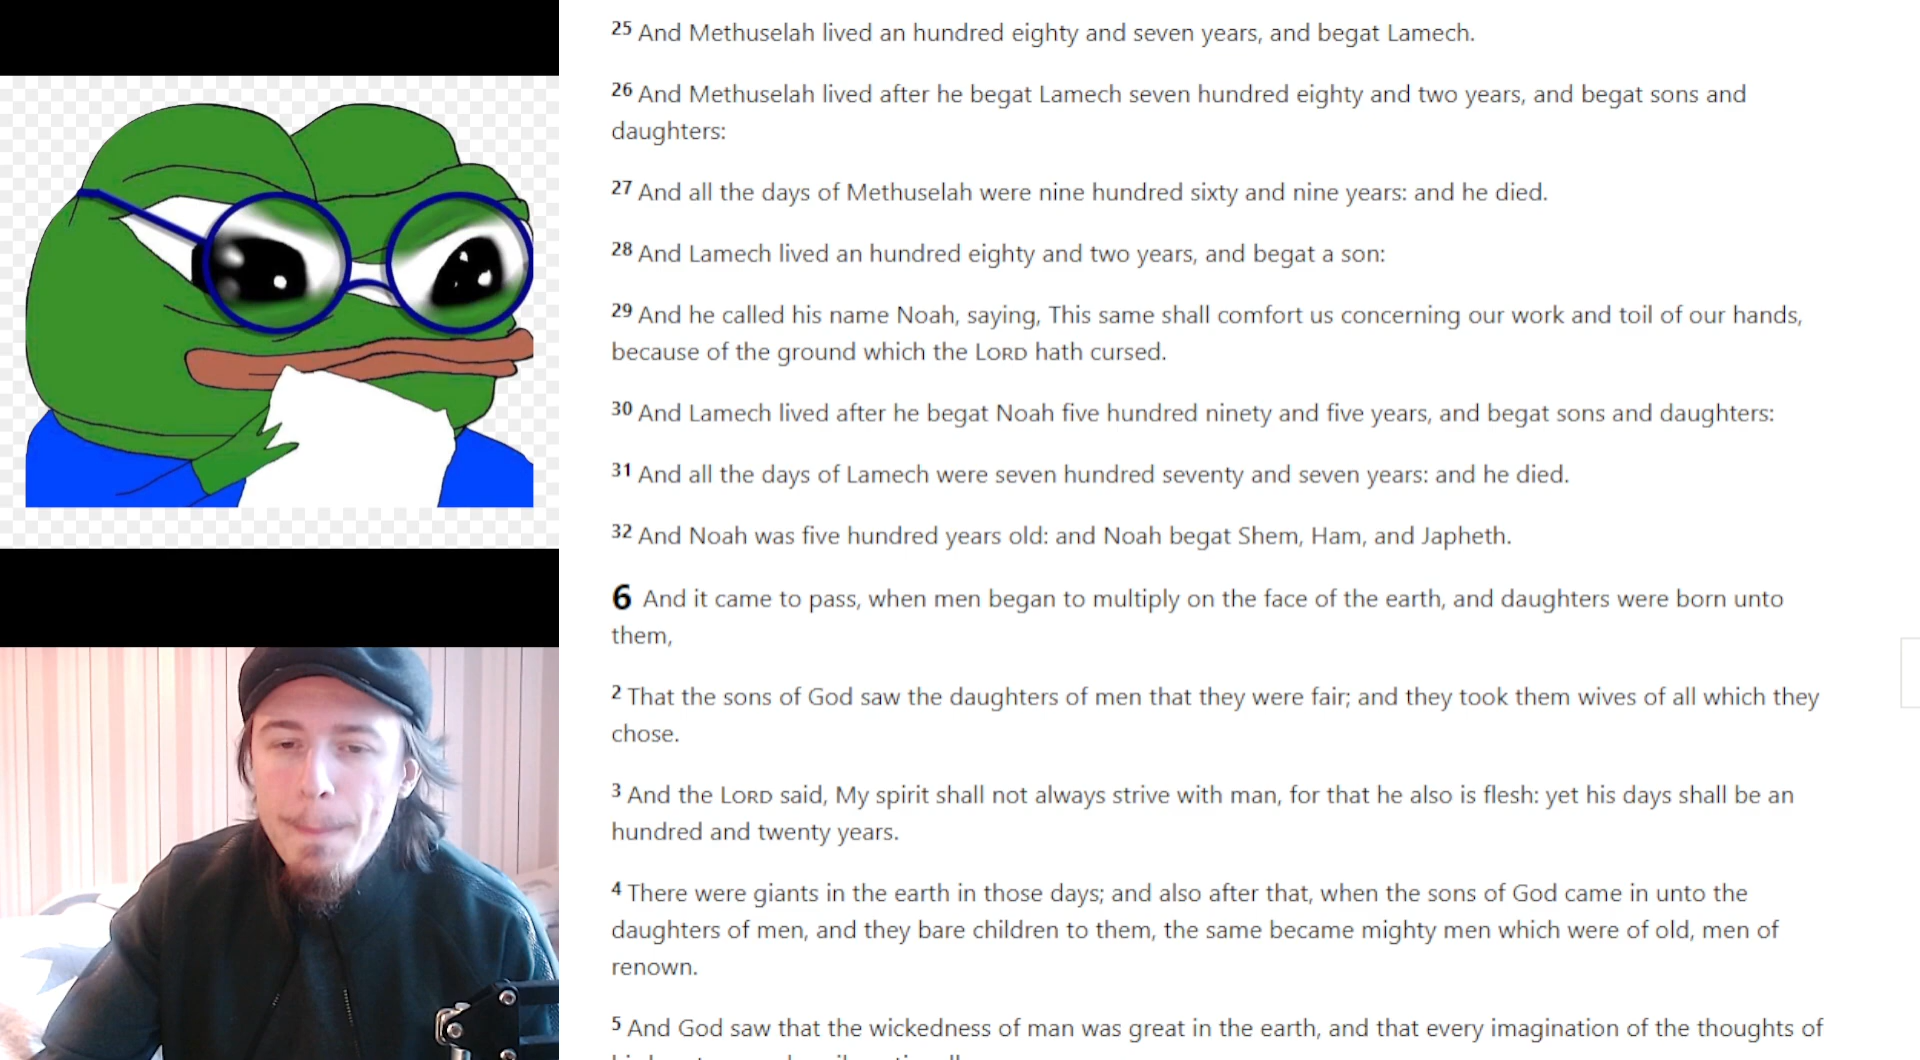 25 And Methuselah lived an hundred eighty and seven years, and begat Lamech.
26 And Methuselah lived after he begat Lamech seven hundred eighty and two years, and begat sons and
daughters:
27 And all the days of Methuselah were nine hundred sixty and nine years: and he died.
28 And Lamech lived an hundred eighty and two years, and begat a son:
29 And he called his name Noah, saying, This same shall comfort us concerning our work and toil of our hands,
because of the ground which the LORD hath cursed.
30 And Lamech lived after he begat Noah five hundred ninety and five years, and begat sons and daughters:
31 And all the days of Lamech were seven hundred seventy and seven years: and he died.
32 And Noah was five hundred years old: and Noah begat Shem, Ham, and Japheth.
6 And it came to pass, when men began to multiply on the face of the earth, and daughters were born unto
them,
2 That the sons of God saw the daughters of men that they were fair; and they took them wives of all which they
chose.
3 And the LORD said, My spirit shall not always strive with man, for that he also is flesh: yet his days shall be an
hundred and twenty years.
4 There were giants in the earth in those days; and also after that, when the sons of God came in unto the
daughters of men, and they bare children to them, the same became mighty men which were of old, men of
renown.
5 And God saw that the wickedness of man was great in the earth, and that every imagination of the thoughts of